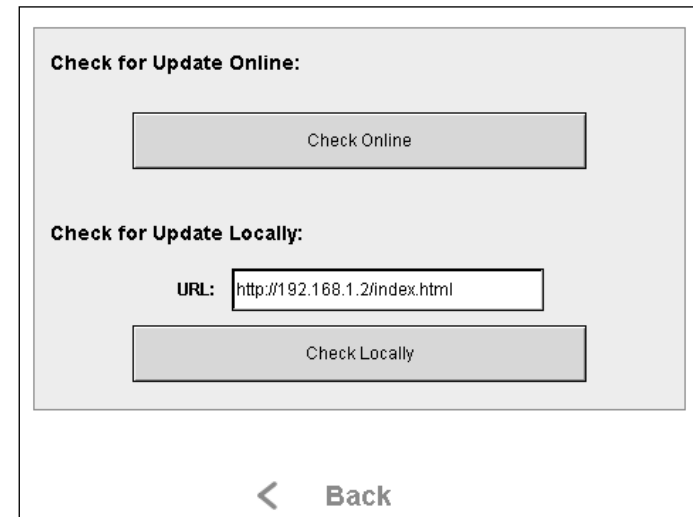 Check for Update Online:
Check Online
Check for Update Locally:
URL: http://192.168.1.2/index.html
Check Locally
< Back